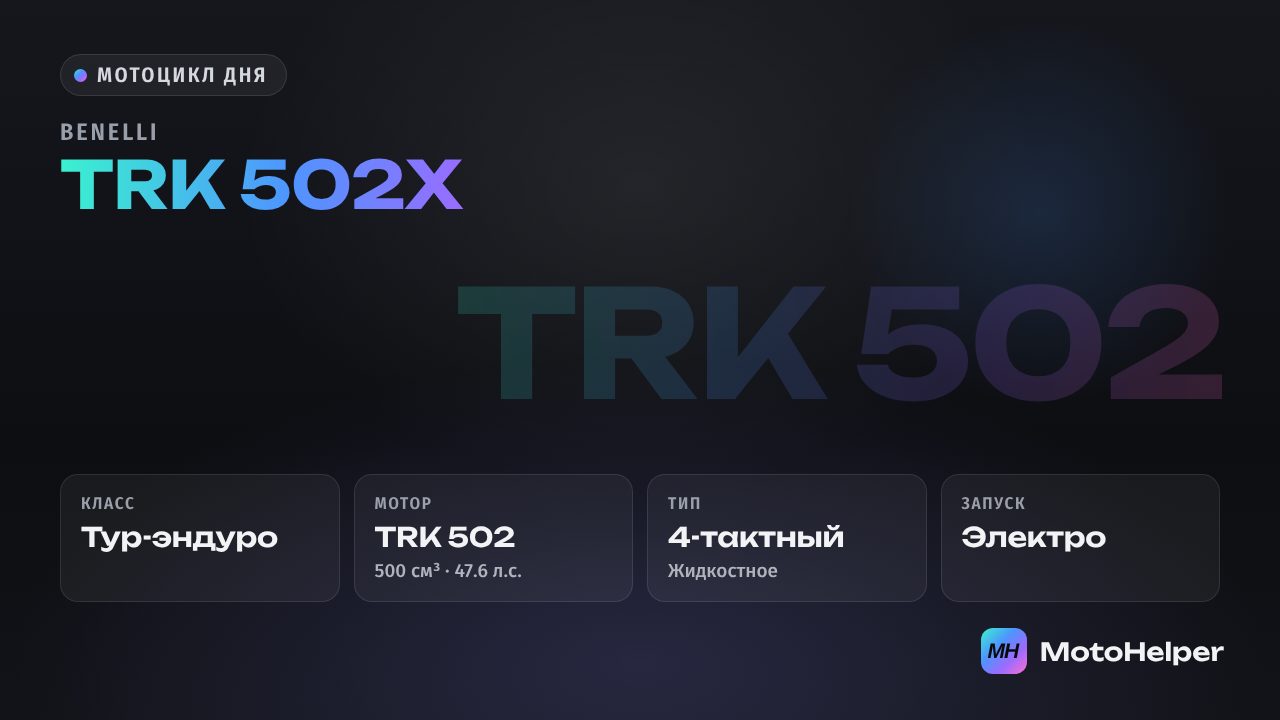 МОТОЦИКЛ ДНЯ
BENELLI
TRK 502X
TRK 502
КЛАСС
Тур-эндуро
МОТОР
TRK 502
500 см³ · 47.6 л.с.
ТИП
4-тактный
Жидкостное
ЗАПУСК
Электро
MH MotoHelper